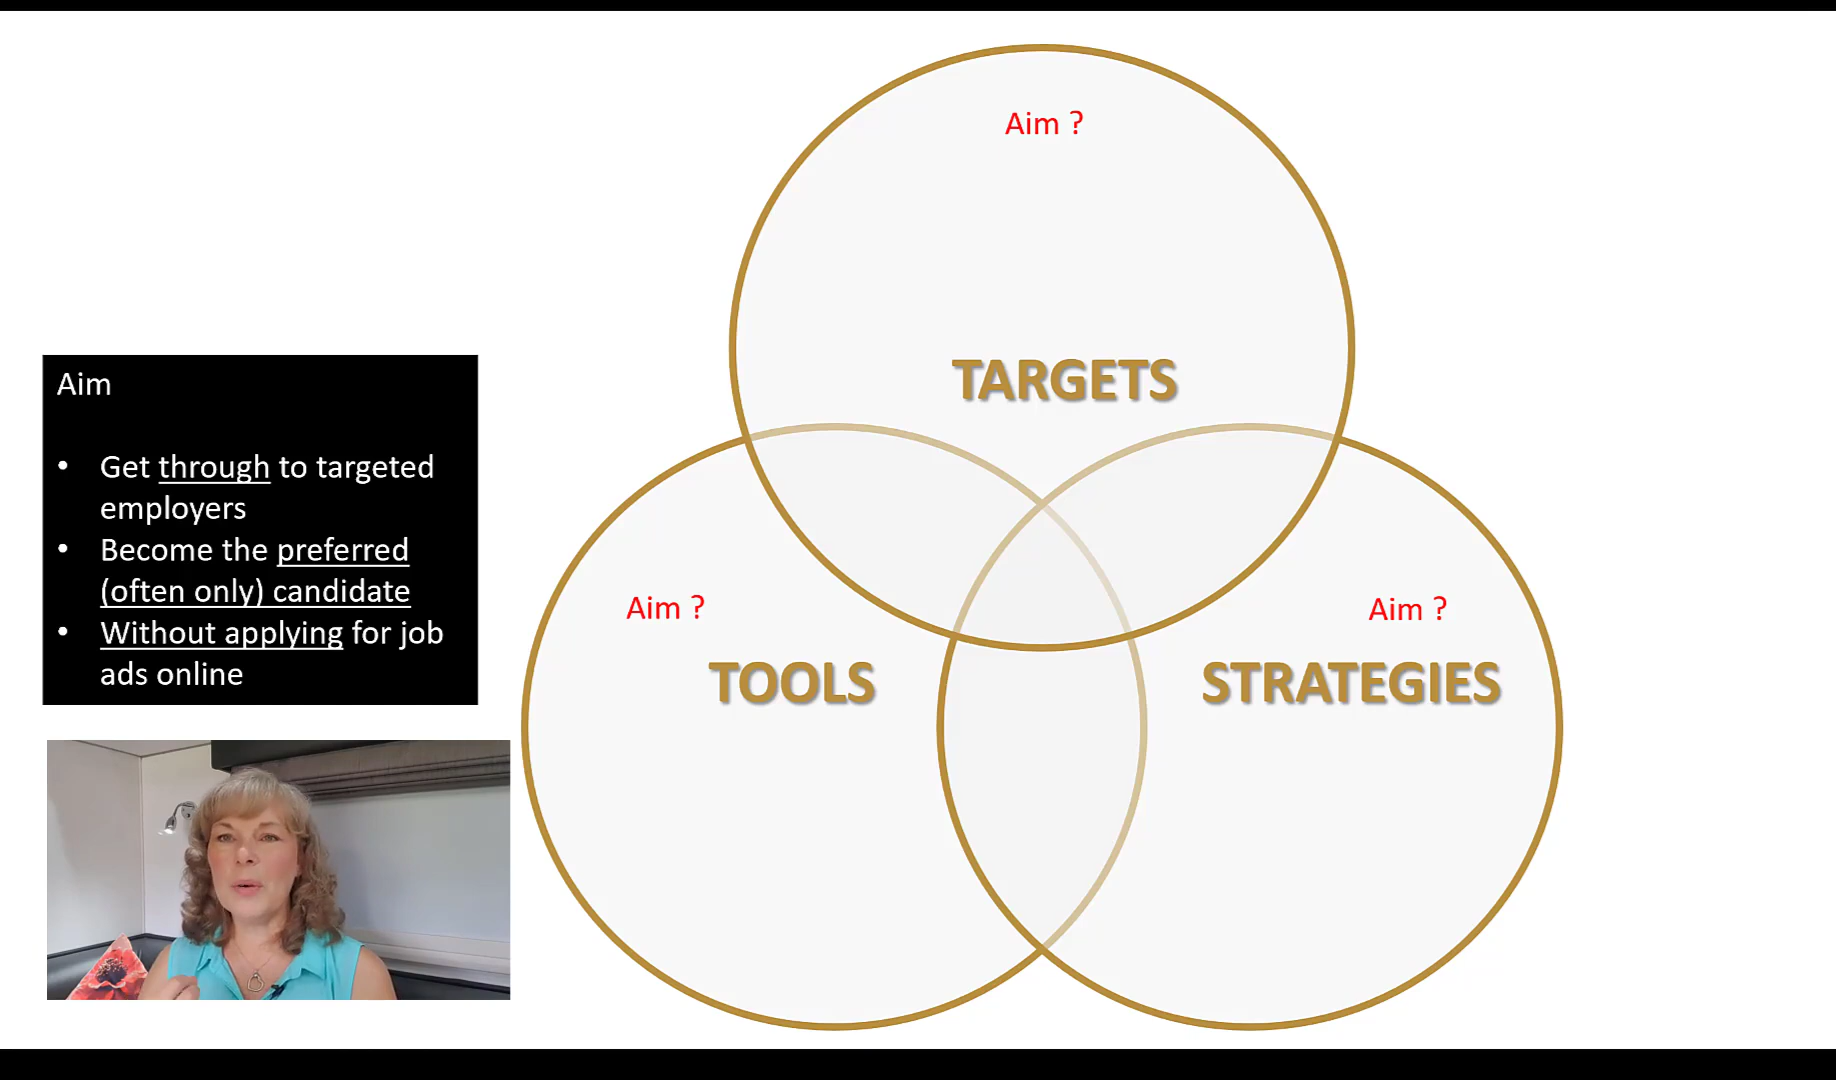 Aim ?
TARGETS
Aim
• Get through to targeted
employers
• Become the preferred
(often only) candidate
• Without applying for job
ads online
Aim ?
TOOLS
Aim ?
STRATEGIES